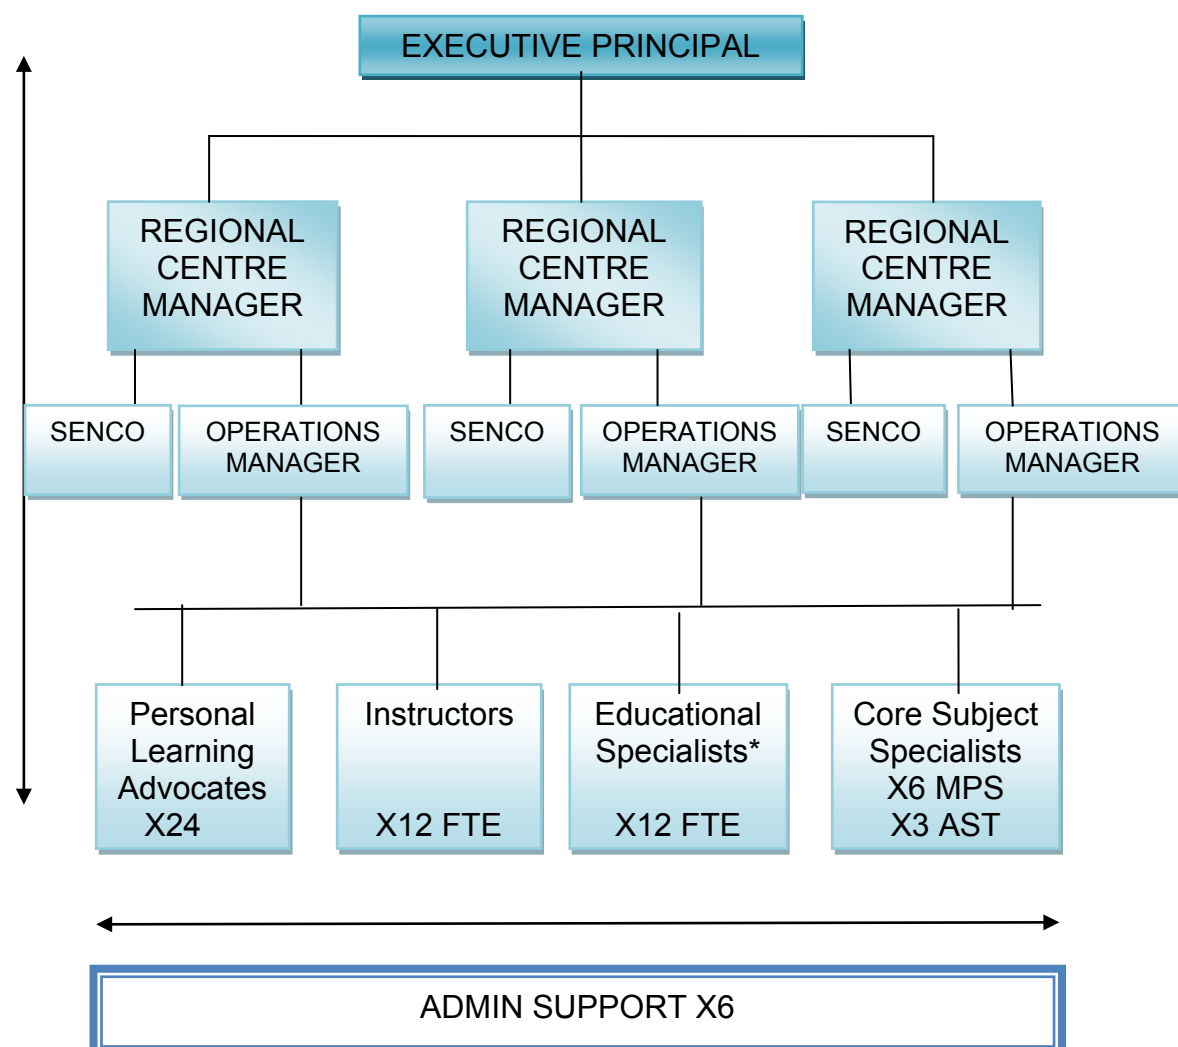 EXECUTIVE PRINCIPAL
REGIONAL
CENTRE
MANAGER
REGIONAL
CENTRE
MANAGER
REGIONAL
CENTRE
MANAGER
SENCO
OPERATIONS
MANAGER
SENCO
OPERATIONS
MANAGER
SENCO
OPERATIONS
MANAGER
Personal
Learning
Advocates
X24
Instructors
X12 FTE
Educational
Specialists*
X12 FTE
Core Subject
Specialists
X6 MPS
X3 AST
ADMIN SUPPORT X6